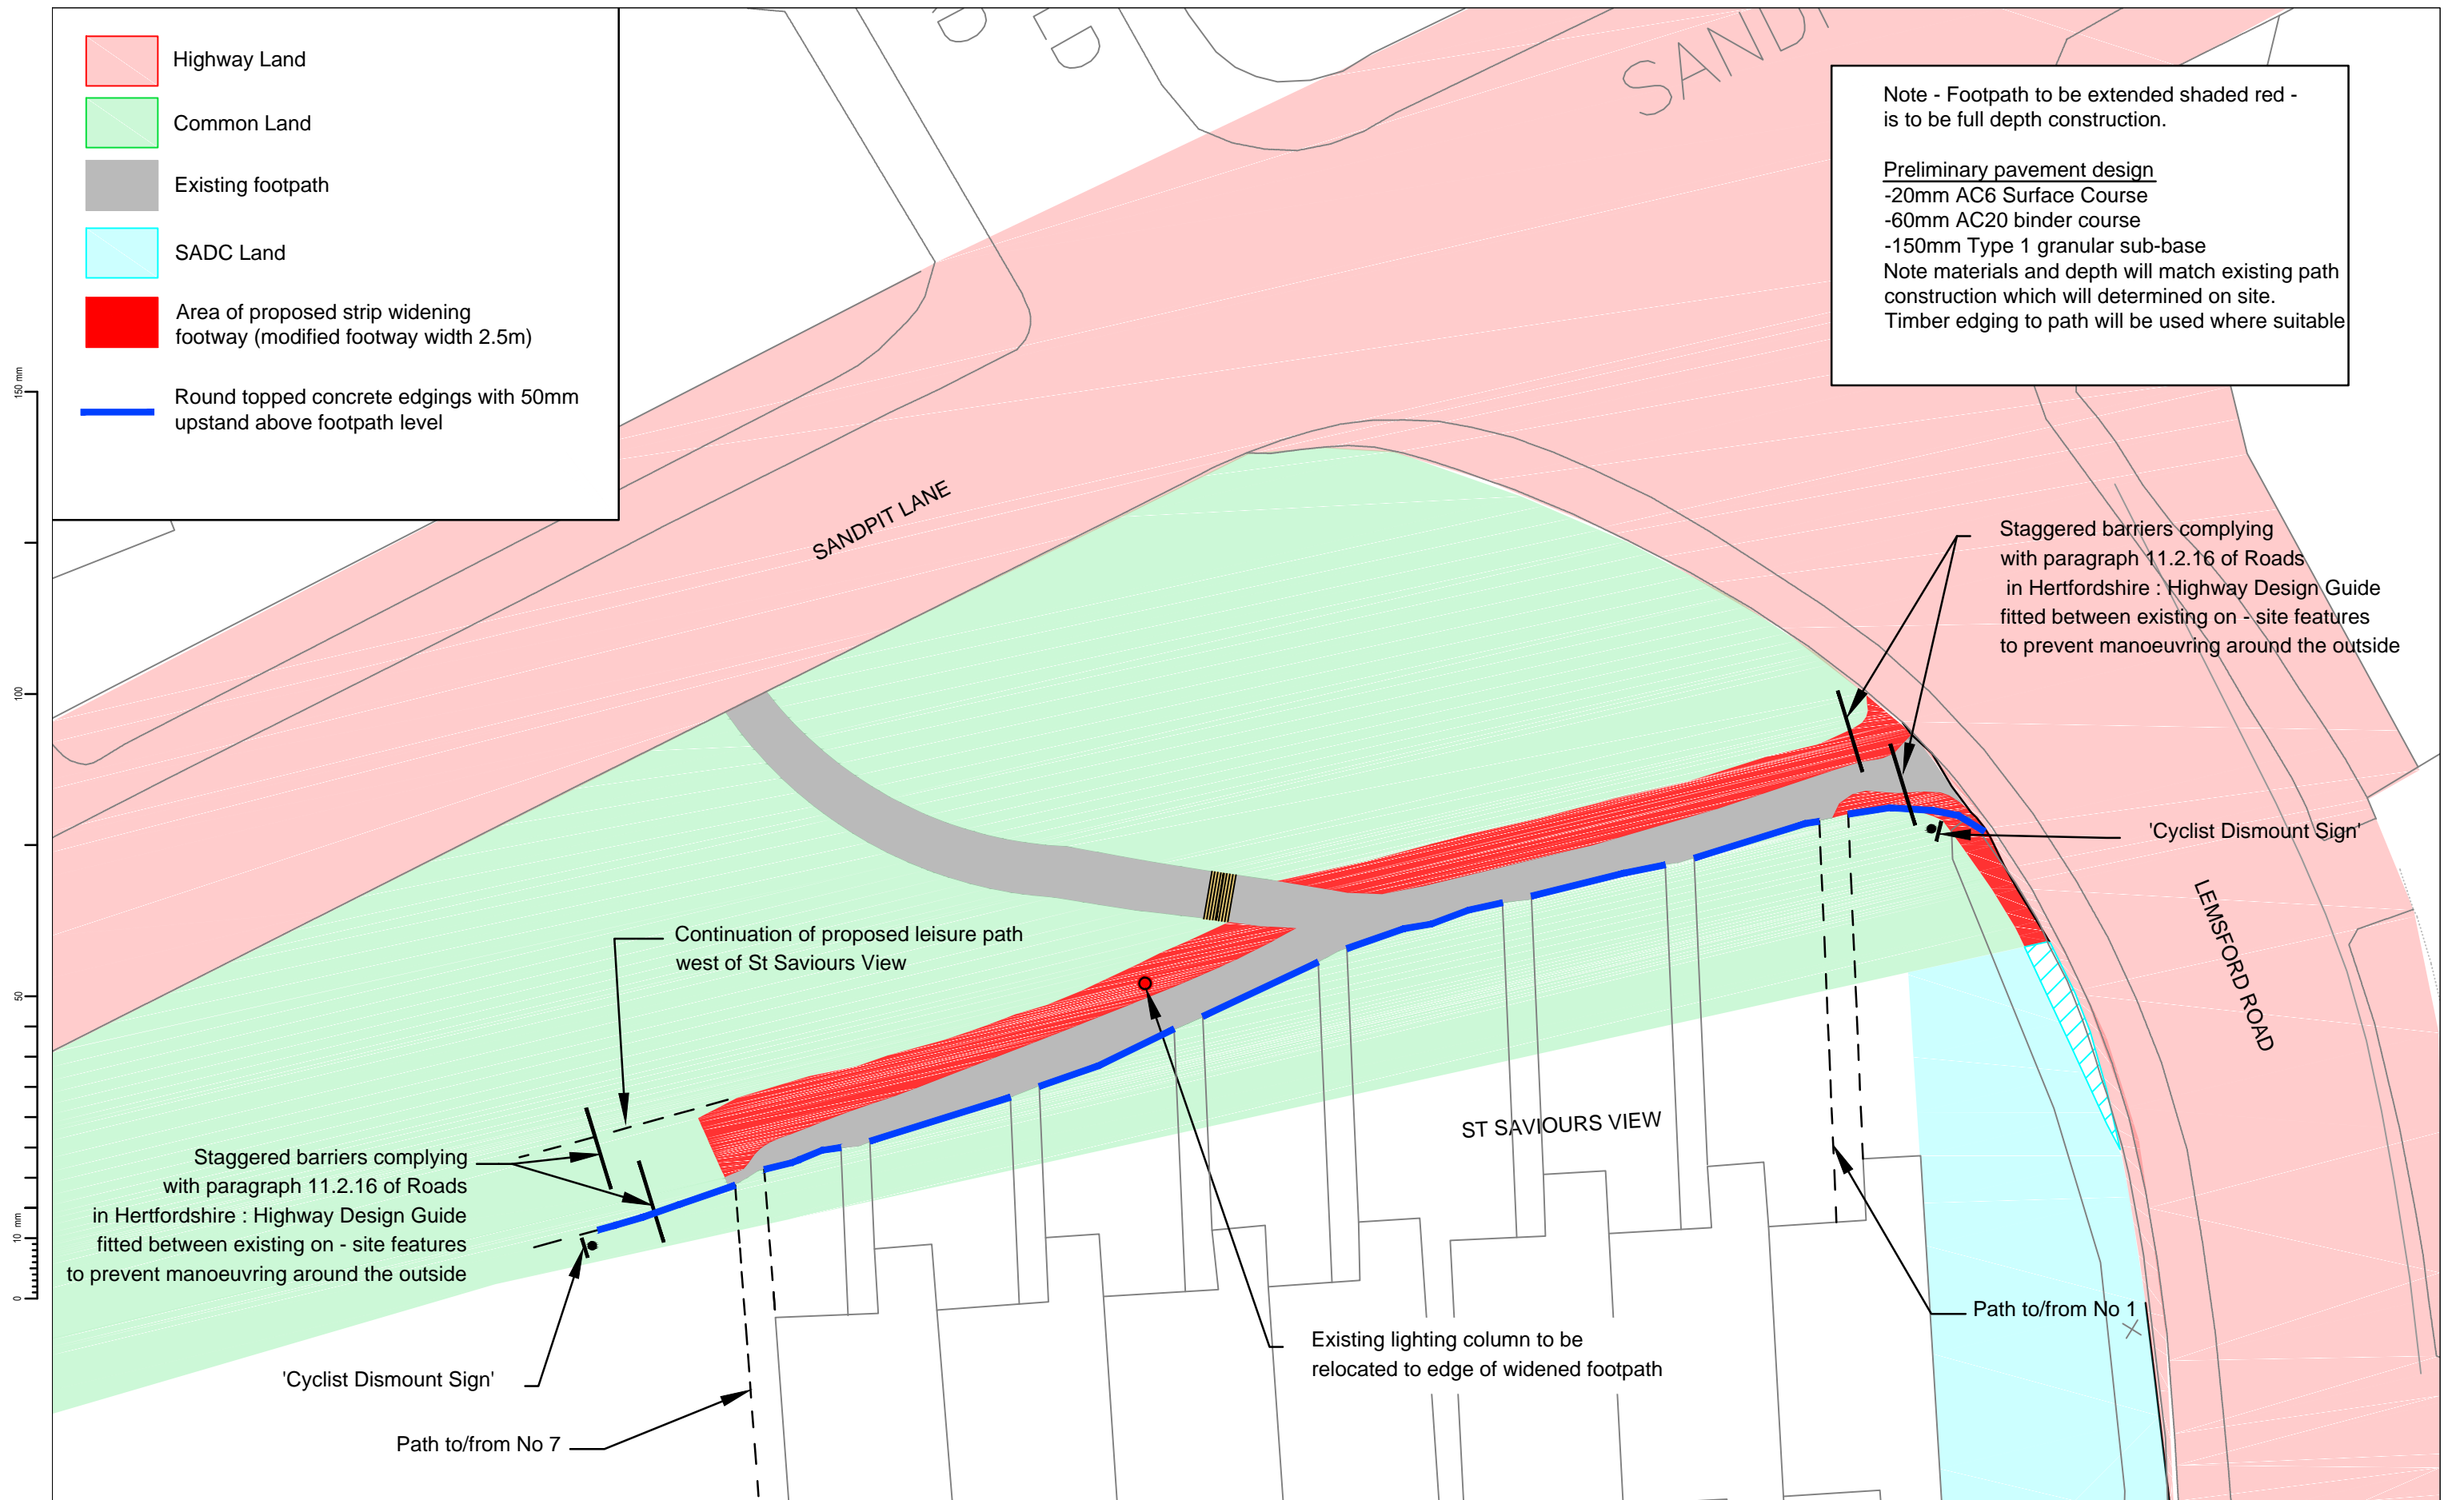 Highway Land
Common Land
Existing footpath
SADC Land
Area of proposed strip widening
footway (modified footway width 2.5m)
Round topped concrete edgings with 50mm
upstand above footpath level
Note - Footpath to be extended shaded red -
is to be full depth construction.
Preliminary pavement design
-20mm AC6 Surface Course
-60mm AC20 binder course
-150mm Type 1 granular sub-base
Note materials and depth will match existing path
construction which will determined on site.
Timber edging to path will be used where suitable
150 mm
100
50
10 mm
0
SANDPIT LANE
Staggered barriers complying
with paragraph 11.2.16 of Roads
in Hertfordshire : Highway Design Guide
fitted between existing on - site features
to prevent manoeuvring around the outside
'Cyclist Dismount Sign'
LEMSFORD ROAD
Continuation of proposed leisure path
west of St Saviours View
ST SAVIOURS VIEW
Staggered barriers complying
with paragraph 11.2.16 of Roads
in Hertfordshire : Highway Design Guide
fitted between existing on - site features
to prevent manoeuvring around the outside
'Cyclist Dismount Sign'
Path to/from No 7
Existing lighting column to be
relocated to edge of widened footpath
Path to/from No 1